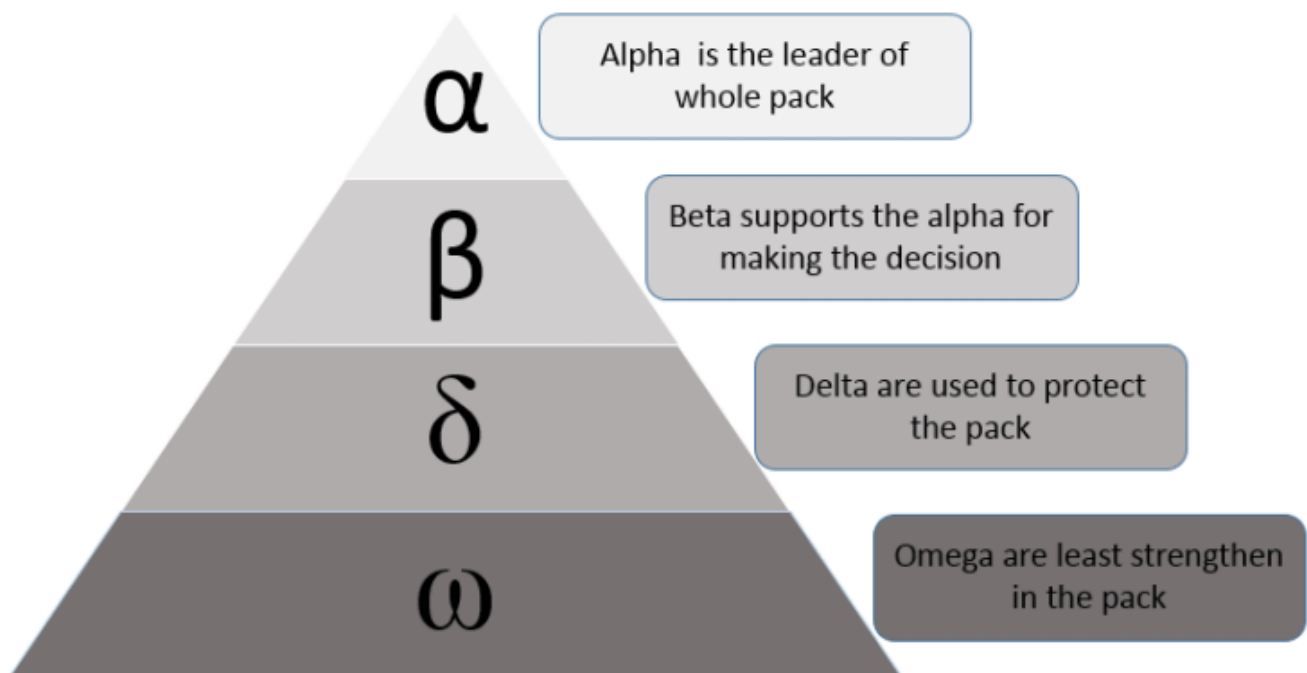 α
Alpha  is the leader of
whole pack
β
Beta supports the alpha for
making the decision
δ
Delta are used to protect
the pack
ω
Omega are least strengthen
in the pack